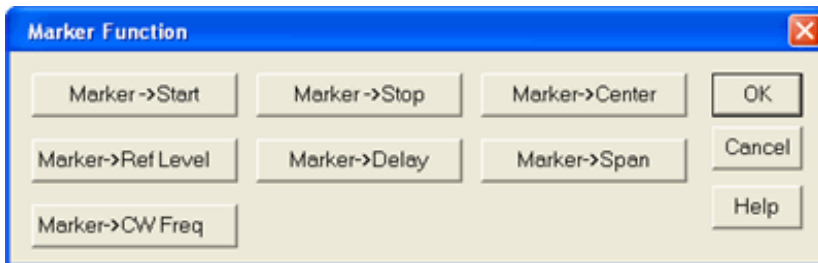 Marker Function
Marker->Start Marker->Stop Marker->Center OK
Marker->Ref Level Marker->Delay Marker->Span Cancel
Marker->CW Freq Help